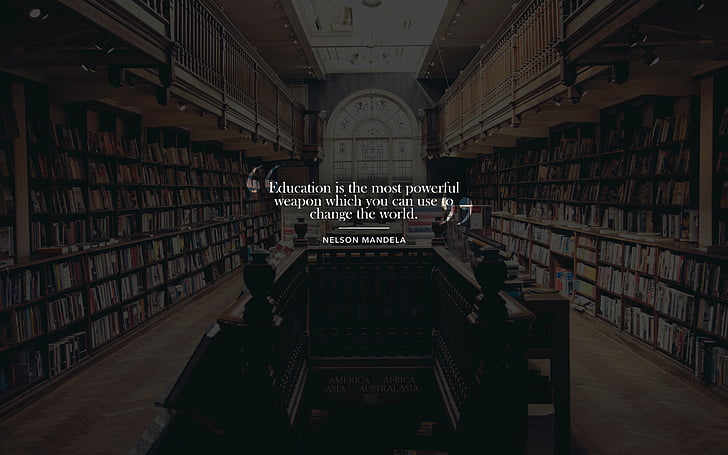 “ Education is the most powerful
weapon which you can use to
change the world. ”
NELSON MANDELA
AMERICA AFRICA
ASIA AUSTRALASIA